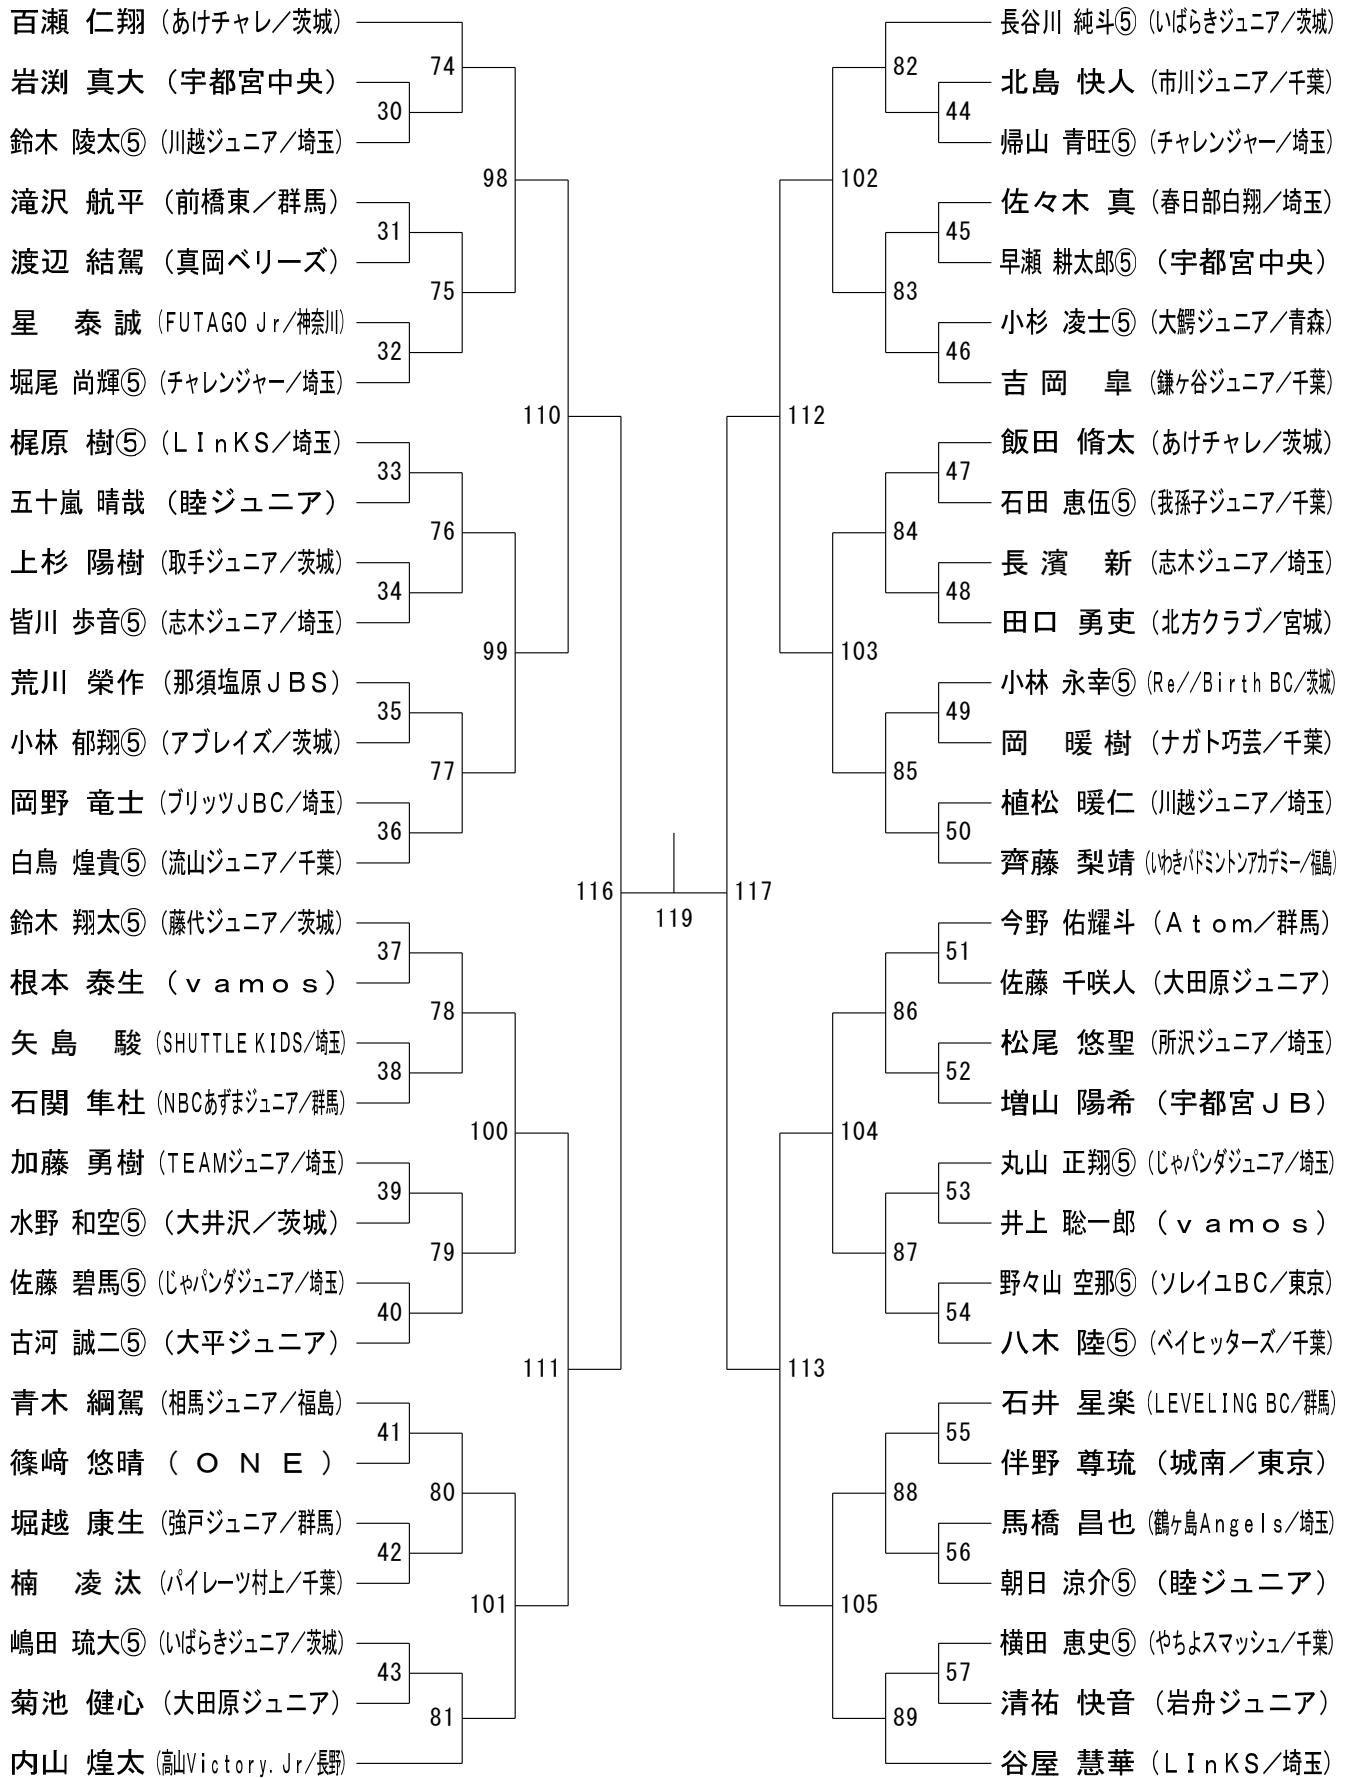 百瀬 仁翔 （あけチャレ／茨城）
岩渕 真大 （宇都宮中央）
鈴木 陵太⑤ （川越ジュニア／埼玉）
滝沢 航平 （前橋東／群馬）
渡辺 結駕 （真岡ベリーズ）
星 泰誠 （FUTAGO Jr／神奈川）
堀尾 尚輝⑤ （チャレンジャー／埼玉）
梶原 樹⑤ （LInKS／埼玉）
五十嵐 晴哉 （睦ジュニア）
上杉 陽樹 （取手ジュニア／茨城）
皆川 歩音⑤ （志木ジュニア／埼玉）
荒川 榮作 （那須塩原JBS）
小林 郁翔⑤ （アブレイズ／茨城）
岡野 竜士 （ブリッツJBC／埼玉）
白鳥 煌貴⑤ （流山ジュニア／千葉）
鈴木 翔太⑤ （藤代ジュニア／茨城）
根本 泰生 （vamos）
矢島 駿 （SHUTTLE KIDS／埼玉）
石関 隼杜 （NBCあずまジュニア／群馬）
加藤 勇樹 （TEAMジュニア／埼玉）
水野 和空⑤ （大井沢／茨城）
佐藤 碧馬⑤ （じゃパンダジュニア／埼玉）
古河 誠二⑤ （大平ジュニア）
青木 綱駕 （相馬ジュニア／福島）
篠﨑 悠晴 （ONE）
堀越 康生 （強戸ジュニア／群馬）
楠 凌汰 （パイレーツ村上／千葉）
嶋田 琉大⑤ （いばらきジュニア／茨城）
菊池 健心 （大田原ジュニア）
内山 煌太 （高山Victory.Jr／長野）
30
31
32
33
34
35
36
37
38
39
40
41
42
43
74
75
76
77
78
79
80
81
98
99
100
101
110
111
116
119
117
112
113
102
103
104
105
82
83
84
85
86
87
88
89
44
45
46
47
48
49
50
51
52
53
54
55
56
57
長谷川 純斗⑤ （いばらきジュニア／茨城）
北島 快人 （市川ジュニア／千葉）
帰山 青旺⑤ （チャレンジャー／埼玉）
佐々木 真 （春日部白翔／埼玉）
早瀬 耕太郎⑤ （宇都宮中央）
小杉 凌士⑤ （大鰐ジュニア／青森）
吉岡 皐 （鎌ヶ谷ジュニア／千葉）
飯田 脩太 （あけチャレ／茨城）
石田 恵伍⑤ （我孫子ジュニア／千葉）
長濱 新 （志木ジュニア／埼玉）
田口 勇吏 （北方クラブ／宮城）
小林 永幸⑤ （Re//Birth BC／茨城）
岡 暖樹 （ナガト巧芸／千葉）
植松 暖仁 （川越ジュニア／埼玉）
齊藤 梨靖 （いわきバドミントンアカデミー／福島）
今野 佑耀斗 （Atom／群馬）
佐藤 千咲人 （大田原ジュニア）
松尾 悠聖 （所沢ジュニア／埼玉）
増山 陽希 （宇都宮JB）
丸山 正翔⑤ （じゃパンダジュニア／埼玉）
井上 聡一郎 （vamos）
野々山 空那⑤ （ソレイユBC／東京）
八木 陸⑤ （ベイヒッターズ／千葉）
石井 星楽 （LEVELING BC／群馬）
伴野 尊琉 （城南／東京）
馬橋 昌也 （鶴ヶ島Angels／埼玉）
朝日 涼介⑤ （睦ジュニア）
横田 恵史⑤ （やちよスマッシュ／千葉）
清祐 快音 （岩舟ジュニア）
谷屋 慧華 （LInKS／埼玉）